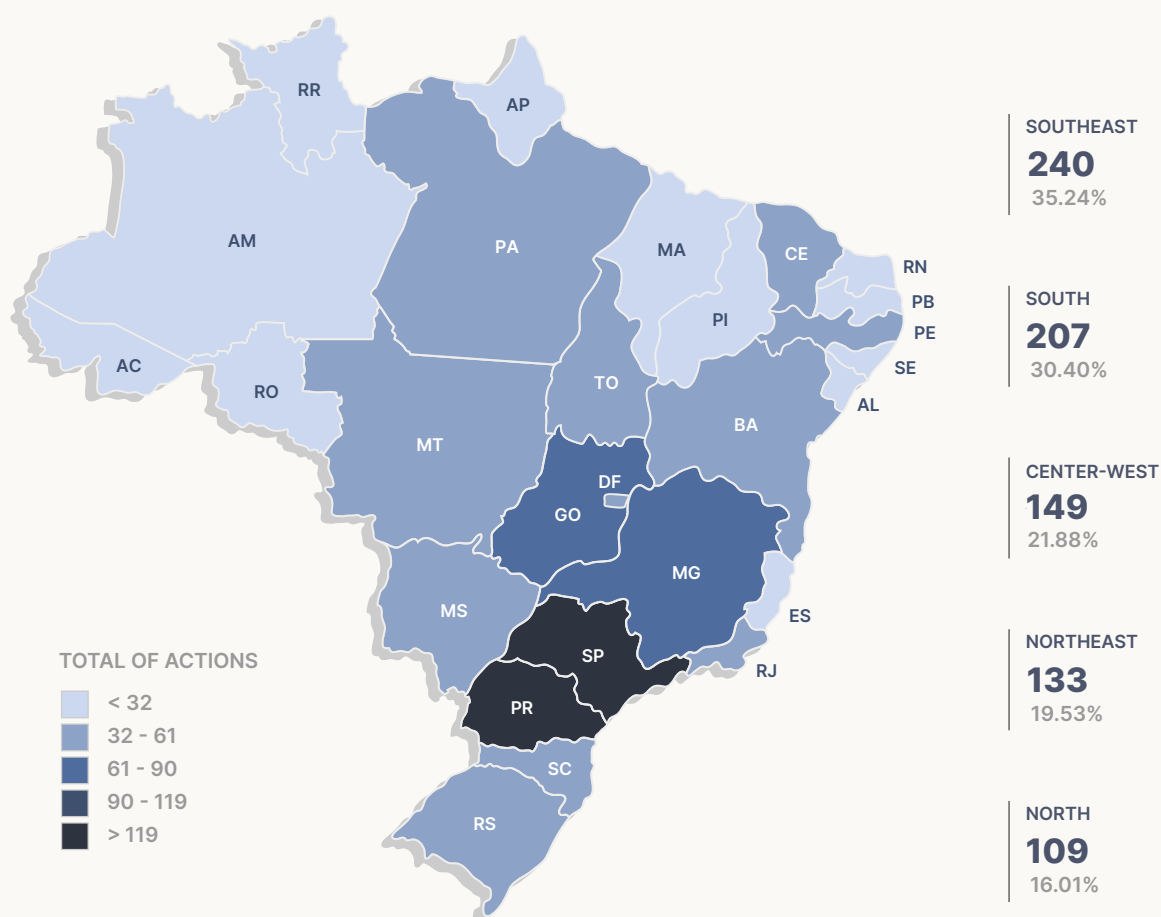 RR
AP
AM
PA
MA
CE
RN
PB
PI
PE
AC
SE
RO
TO
AL
BA
MT
DF
GO
MG
MS
ES
SP
RJ
PR
SC
RS
TOTAL OF ACTIONS
< 32
32 - 61
61 - 90
90 - 119
> 119
SOUTHEAST
240
35.24%
SOUTH
207
30.40%
CENTER-WEST
149
21.88%
NORTHEAST
133
19.53%
NORTH
109
16.01%